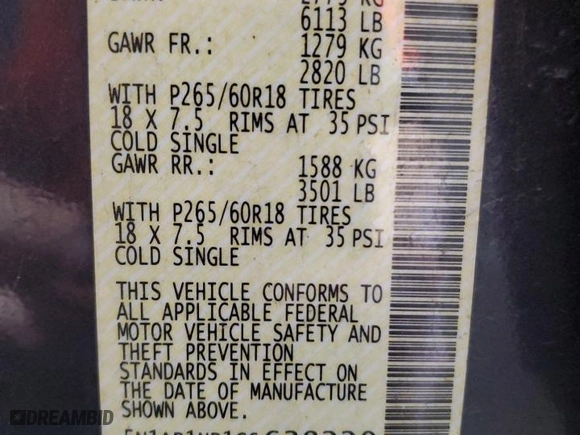 6113 LB
GAWR FR.: 1279 KG
2820 LB
WITH P265/60R18 TIRES
18 X 7.5 RIMS AT 35 PSI
COLD SINGLE
GAWR RR.: 1588 KG
3501 LB
WITH P265/60R18 TIRES
18 X 7.5 RIMS AT 35 PSI
COLD SINGLE
THIS VEHICLE CONFORMS TO
ALL APPLICABLE FEDERAL
MOTOR VEHICLE SAFETY AND
THEFT PREVENTION
STANDARDS IN EFFECT ON
THE DATE OF MANUFACTURE
SHOWN ABOVE.
DREAMBID